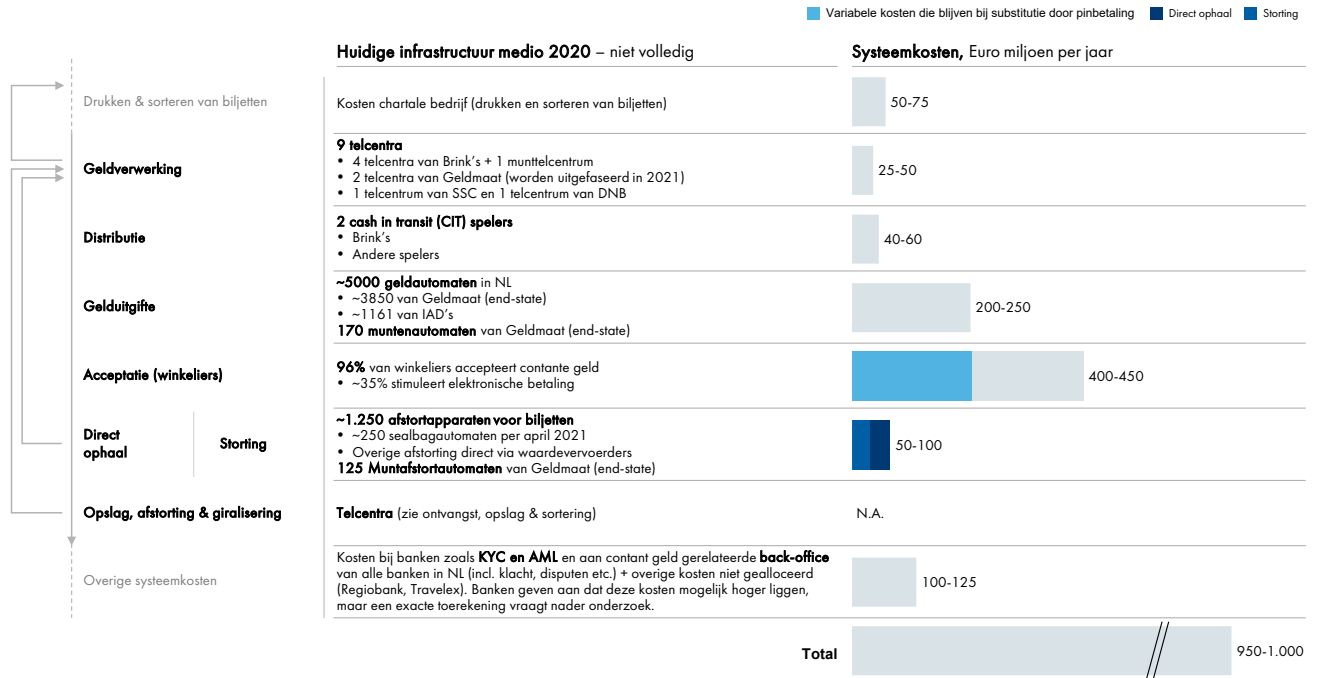 Variabele kosten die blijven bij substitutie door pinbetaling
Direct ophaal
Storting
Huidige infrastructuur medio 2020 – niet volledig
Systeemkosten, Euro miljoen per jaar
Drukken & sorteren van biljetten
Kosten chartale bedrijf (drukken en sorteren van biljetten)
50-75
Geldverwerking
9 telcentra
• 4 telcentra van Brink's + 1 munttelcentrum
• 2 telcentra van Geldmaat (worden uitgefaseerd in 2021)
• 1 telcentrum van SSC en 1 telcentrum van DNB
25-50
Distributie
2 cash in transit (CIT) spelers
• Brink's
• Andere spelers
40-60
Gelduitgifte
~5000 geldautomaten in NL
• ~3850 van Geldmaat (end-state)
• ~1161 van IAD's
170 muntenautomaten van Geldmaat (end-state)
200-250
Acceptatie (winkeliers)
96% van winkeliers accepteert contante geld
• ~35% stimuleert elektronische betaling
400-450
Direct
ophaal
Storting
~1.250 afstortapparaten voor biljetten
• ~250 sealbagautomaten per april 2021
• Overige afstorting direct via waardevervoerders
125 Muntafstortautomaten van Geldmaat (end-state)
50-100
Opslag, afstorting & giralisering
Telcentra (zie ontvangst, opslag & sortering)
N.A.
Overige systeemkosten
Kosten bij banken zoals KYC en AML en aan contant geld gerelateerde back-office
van alle banken in NL (incl. klacht, disputen etc.) + overige kosten niet gealloceerd
(Regiobank, Travelex). Banken geven aan dat deze kosten mogelijk hoger liggen,
maar een exacte toerekening vraagt nader onderzoek.
100-125
Total
950-1.000